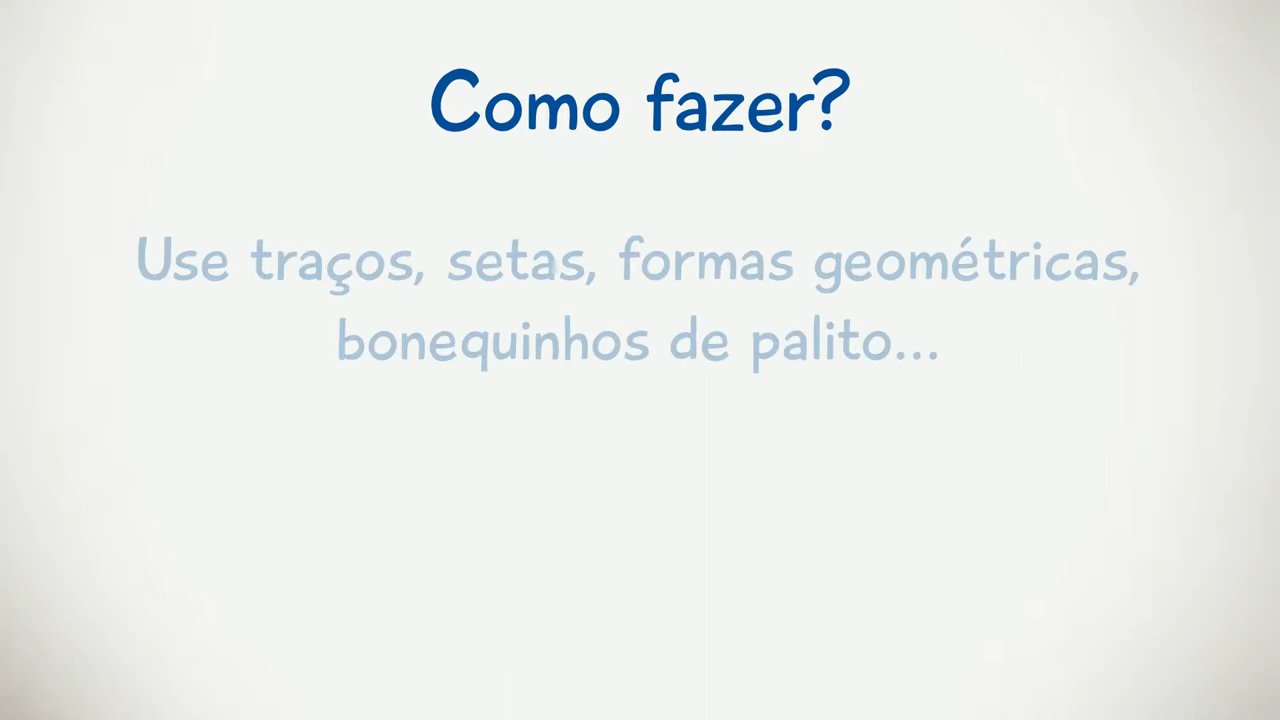 Como fazer?
Use traços, setas, formas geométricas,
bonequinhos de palito...